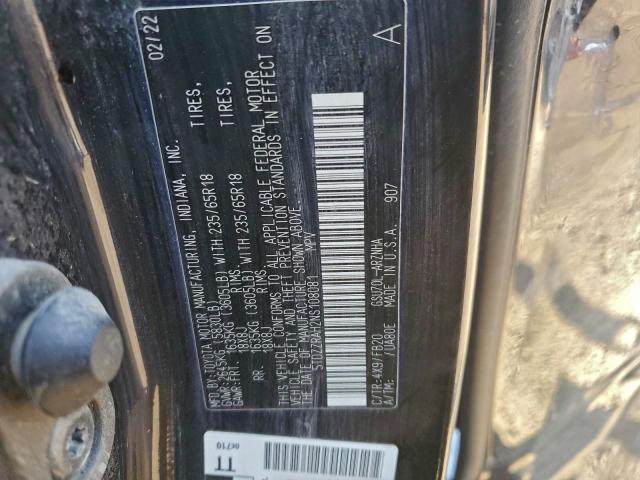 MFD.BY:TOYOTA MOTOR MANUFACTURING, INDIANA, INC. 02/22
GVWR: 2645KG (5830LB)
GAWR:FRT. 1635KG (3605LB) WITH 235/65R18 TIRES,
18X8J RIMS,
RR. 1635KG (3605LB) WITH 235/65R18 TIRES,
18X8J RIMS
THIS VEHICLE CONFORMS TO ALL APPLICABLE FEDERAL MOTOR
VEHICLE SAFETY AND THEFT PREVENTION STANDARDS IN EFFECT ON
THE DATE OF MANUFACTURE SHOWN ABOVE.
5TDZZRAH2NS108081 MPV
A
C/TR:4X9/FB20 GSU70L-MRZNHA
A/TM: /UA80E MADE IN U.S.A. 907
TT
0C710